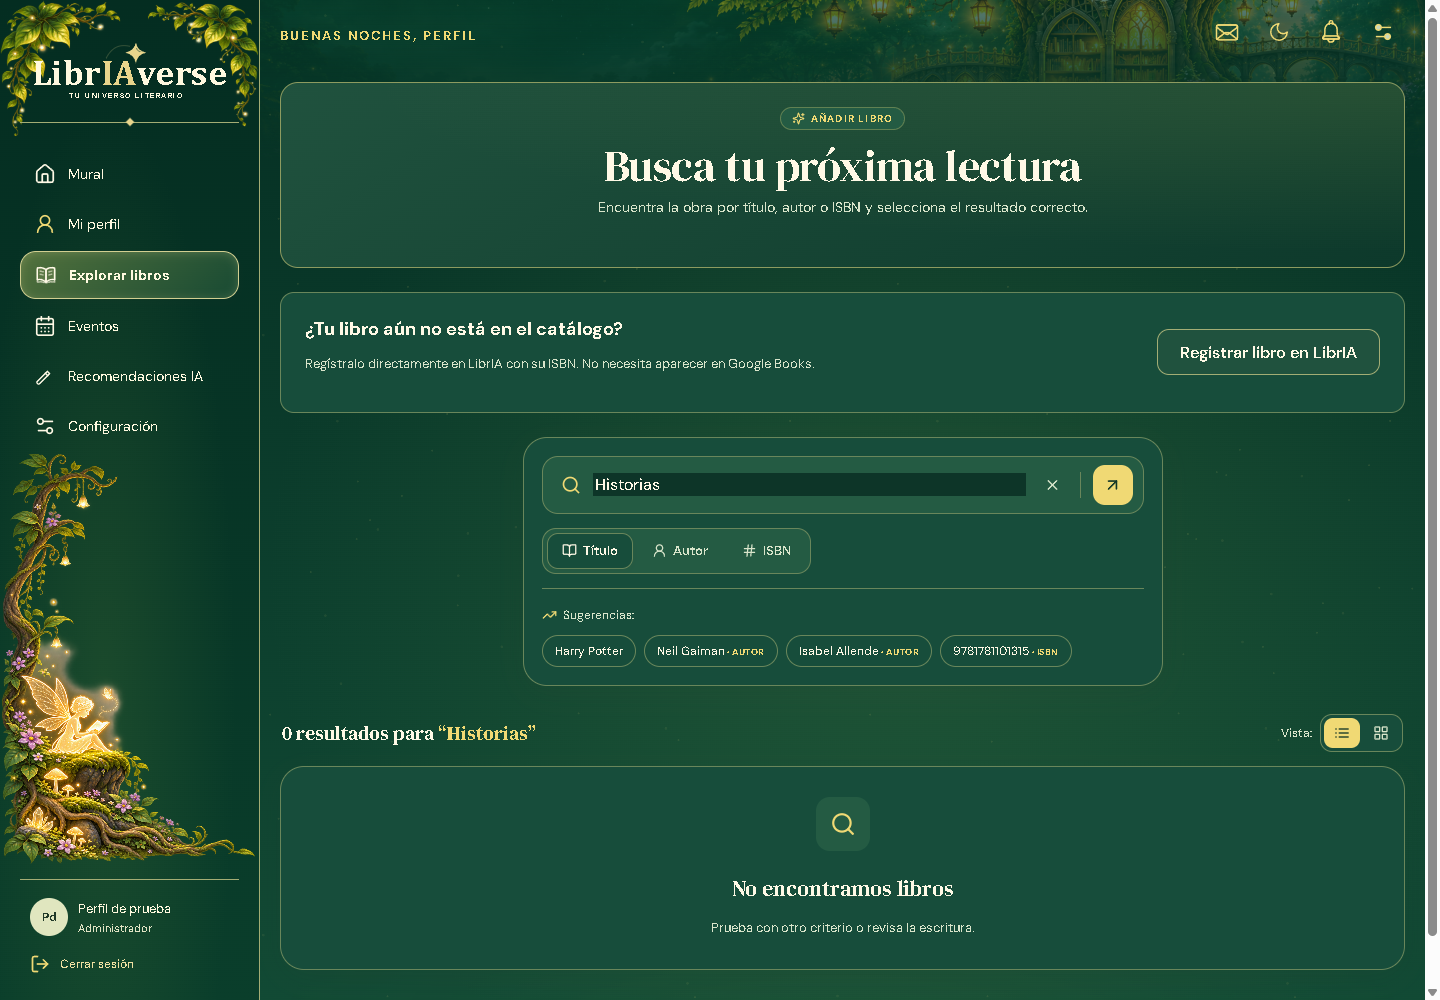 LibrIAverse
TU UNIVERSO LITERARIO
Mural
Mi perfil
Explorar libros
Eventos
Recomendaciones IA
Configuración
Pd
Perfil de prueba
Administrador
Cerrar sesión
BUENAS NOCHES, PERFIL
AÑADIR LIBRO
Busca tu próxima lectura
Encuentra la obra por título, autor o ISBN y selecciona el resultado correcto.
¿Tu libro aún no está en el catálogo?
Regístralo directamente en LibrIA con su ISBN. No necesita aparecer en Google Books.
Registrar libro en LibrIA
Historias
Título
Autor
ISBN
Sugerencias:
Harry Potter
Neil Gaiman · AUTOR
Isabel Allende · AUTOR
9781781101315 · ISBN
0 resultados para “Historias”
Vista:
No encontramos libros
Prueba con otro criterio o revisa la escritura.